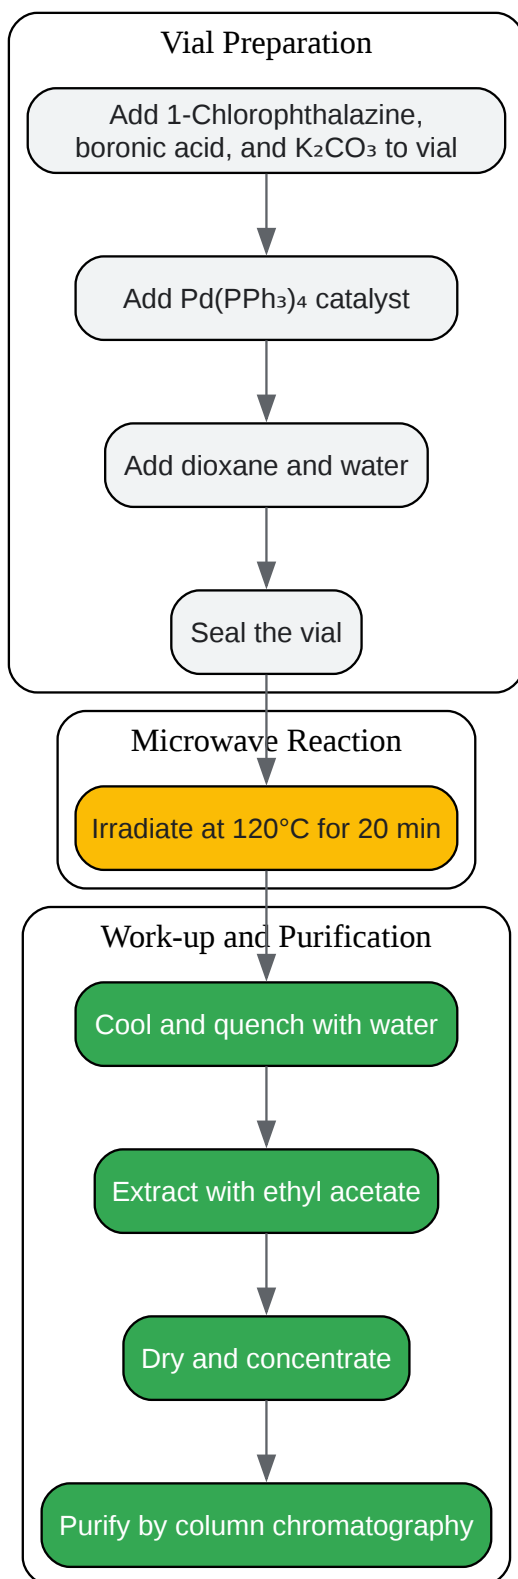 Vial Preparation
Add 1-Chlorophthalazine,
boronic acid, and K₂CO₃ to vial
Add Pd(PPh₃)₄ catalyst
Add dioxane and water
Seal the vial
Microwave Reaction
Irradiate at 120°C for 20 min
Work-up and Purification
Cool and quench with water
Extract with ethyl acetate
Dry and concentrate
Purify by column chromatography